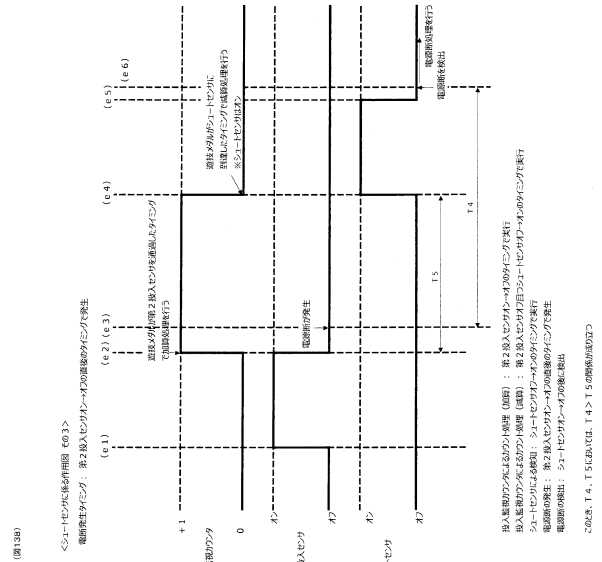 (図138)
<シュートセンサに係る作用図 その3>
電断発生タイミング： 第2投入センサオン→オフの直後のタイミングで発生
(e1)
(e2)
(e3)
(e4)
(e5)
(e6)
+1
0
監視カウンタ
遊技メダルが第2投入センサを通過したタイミング
で加算処理を行う
遊技メダルがシュートセンサに
到達したタイミングで減算処理を行う
※シュートセンサはオン
オン
オフ
投入センサ
電源断が発生
オン
オフ
トセンサ
電源断処理を行う
電源断を検出
T5
T4
投入監視カウンタによるカウント処理（加算）： 第2投入センサオン→オフのタイミングで実行
投入監視カウンタによるカウント処理（減算）： 第2投入センサオフ且つシュートセンサオフ→オンのタイミングで実行
シュートセンサによる検知： シュートセンサオフ→オンのタイミングで実行
電源断の発生： 第2投入センサオン→オフの直後のタイミングで発生
電源断の検出： シュートセンサオン→オフの後に検出
このとき、T4、T5においては、T4＞T5の関係が成り立つ